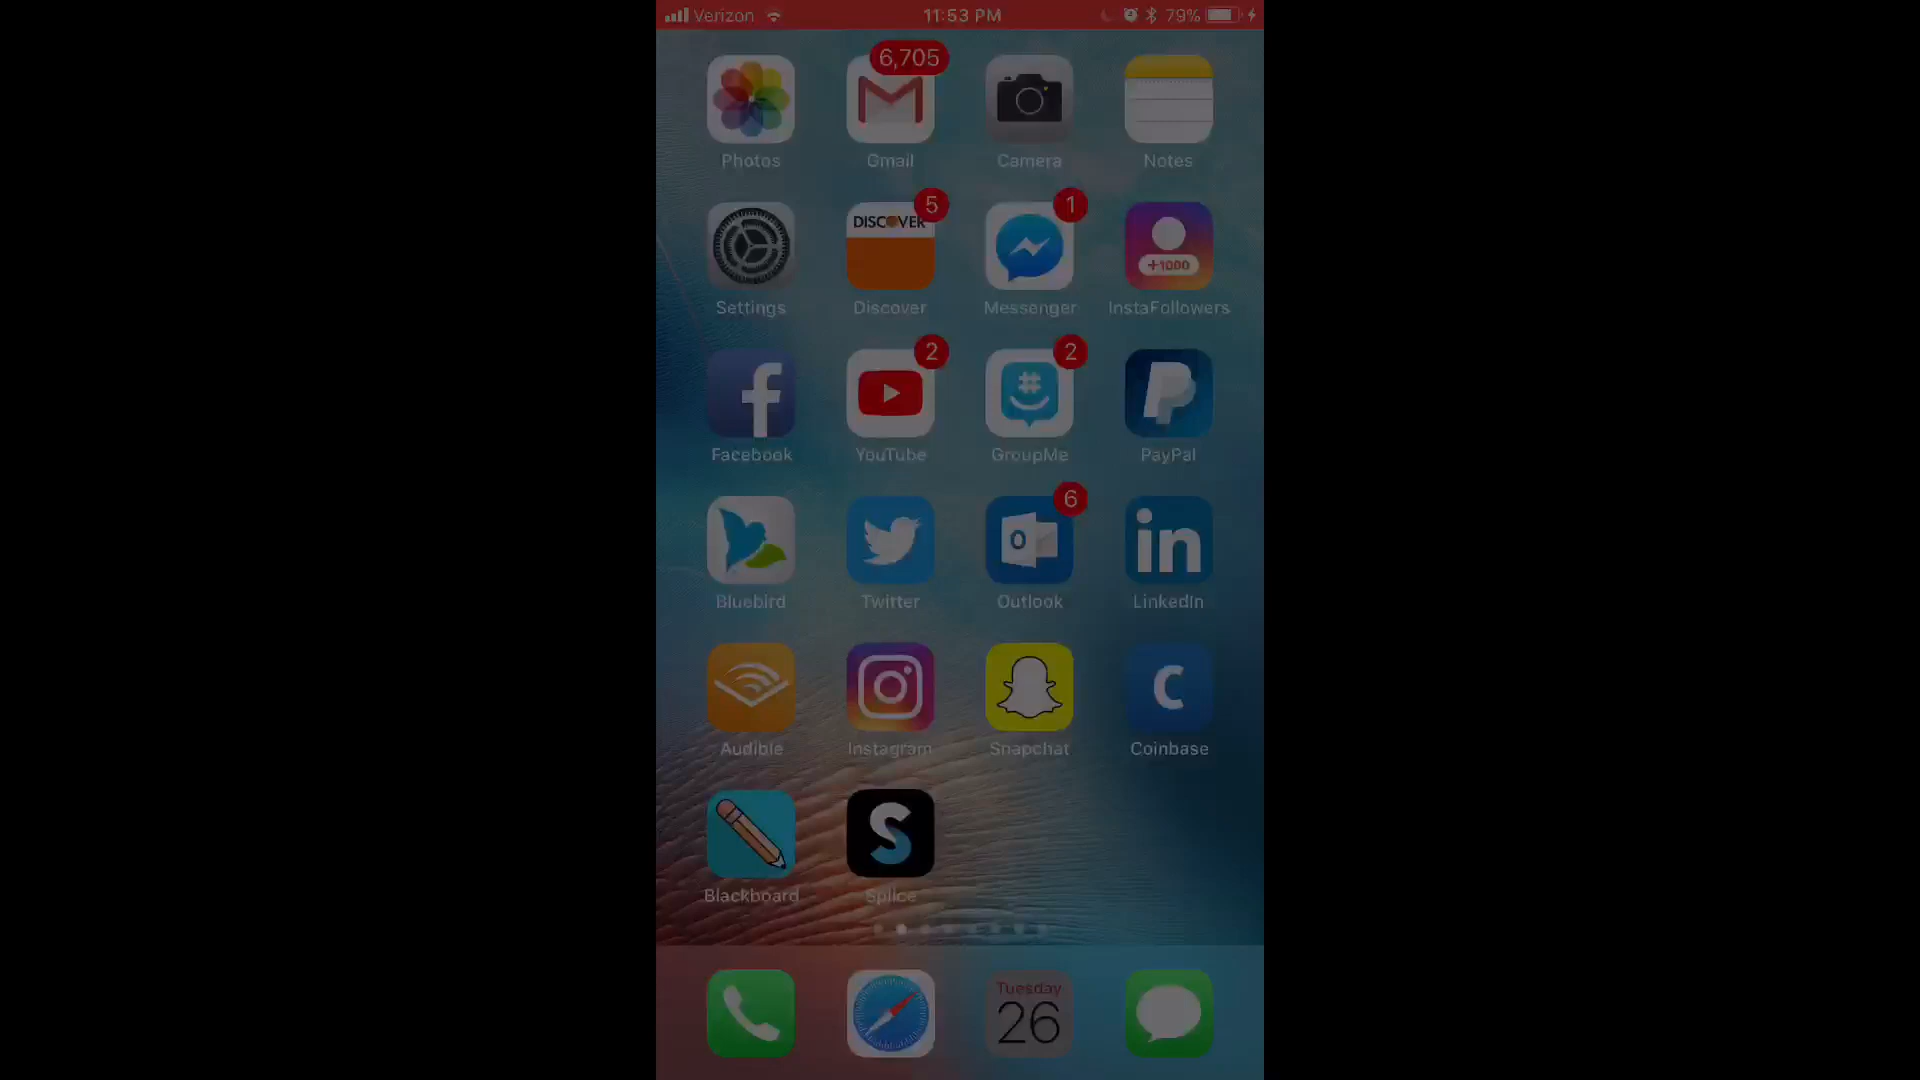 Verizon 11:53 PM 79%
6,705
Photos Gmail Camera Notes
5 1
DISCOVER
+1000
Settings Discover Messenger InstaFollowers
2 2
Facebook YouTube GroupMe PayPal
6
Bluebird Twitter Outlook LinkedIn
Audible Instagram Snapchat Coinbase
Blackboard Splice
Tuesday
26